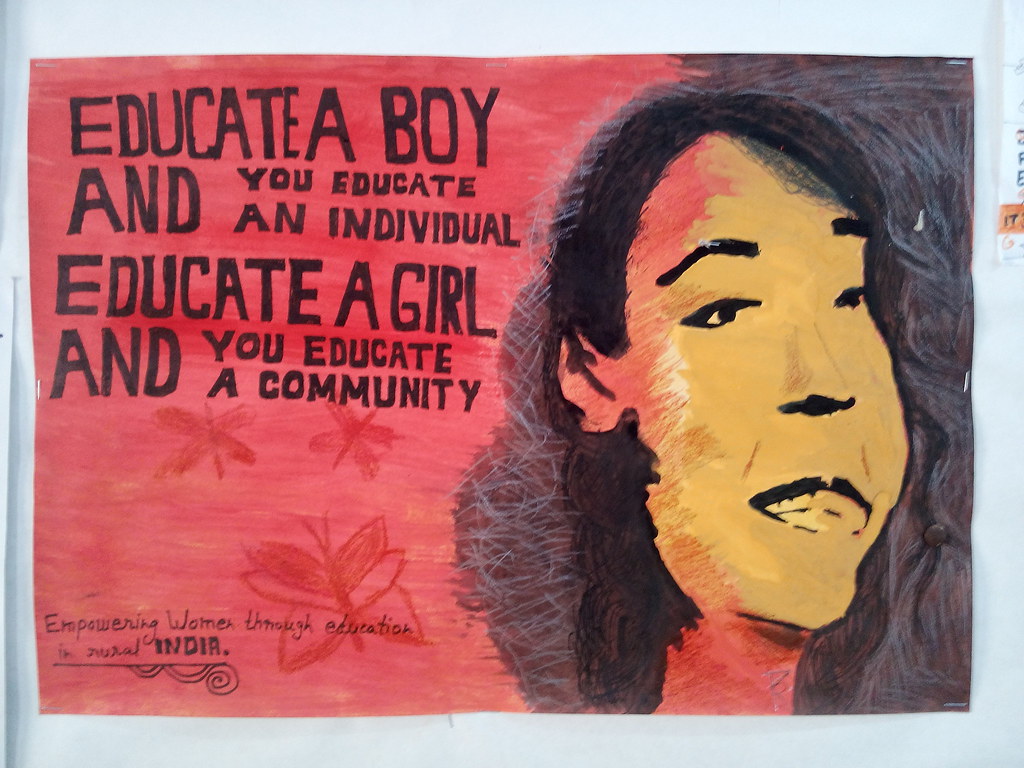 EDUCATE A BOY
AND YOU EDUCATE
AN INDIVIDUAL
EDUCATE A GIRL
AND YOU EDUCATE
A COMMUNITY
Empowering Women through education
in rural INDIA.